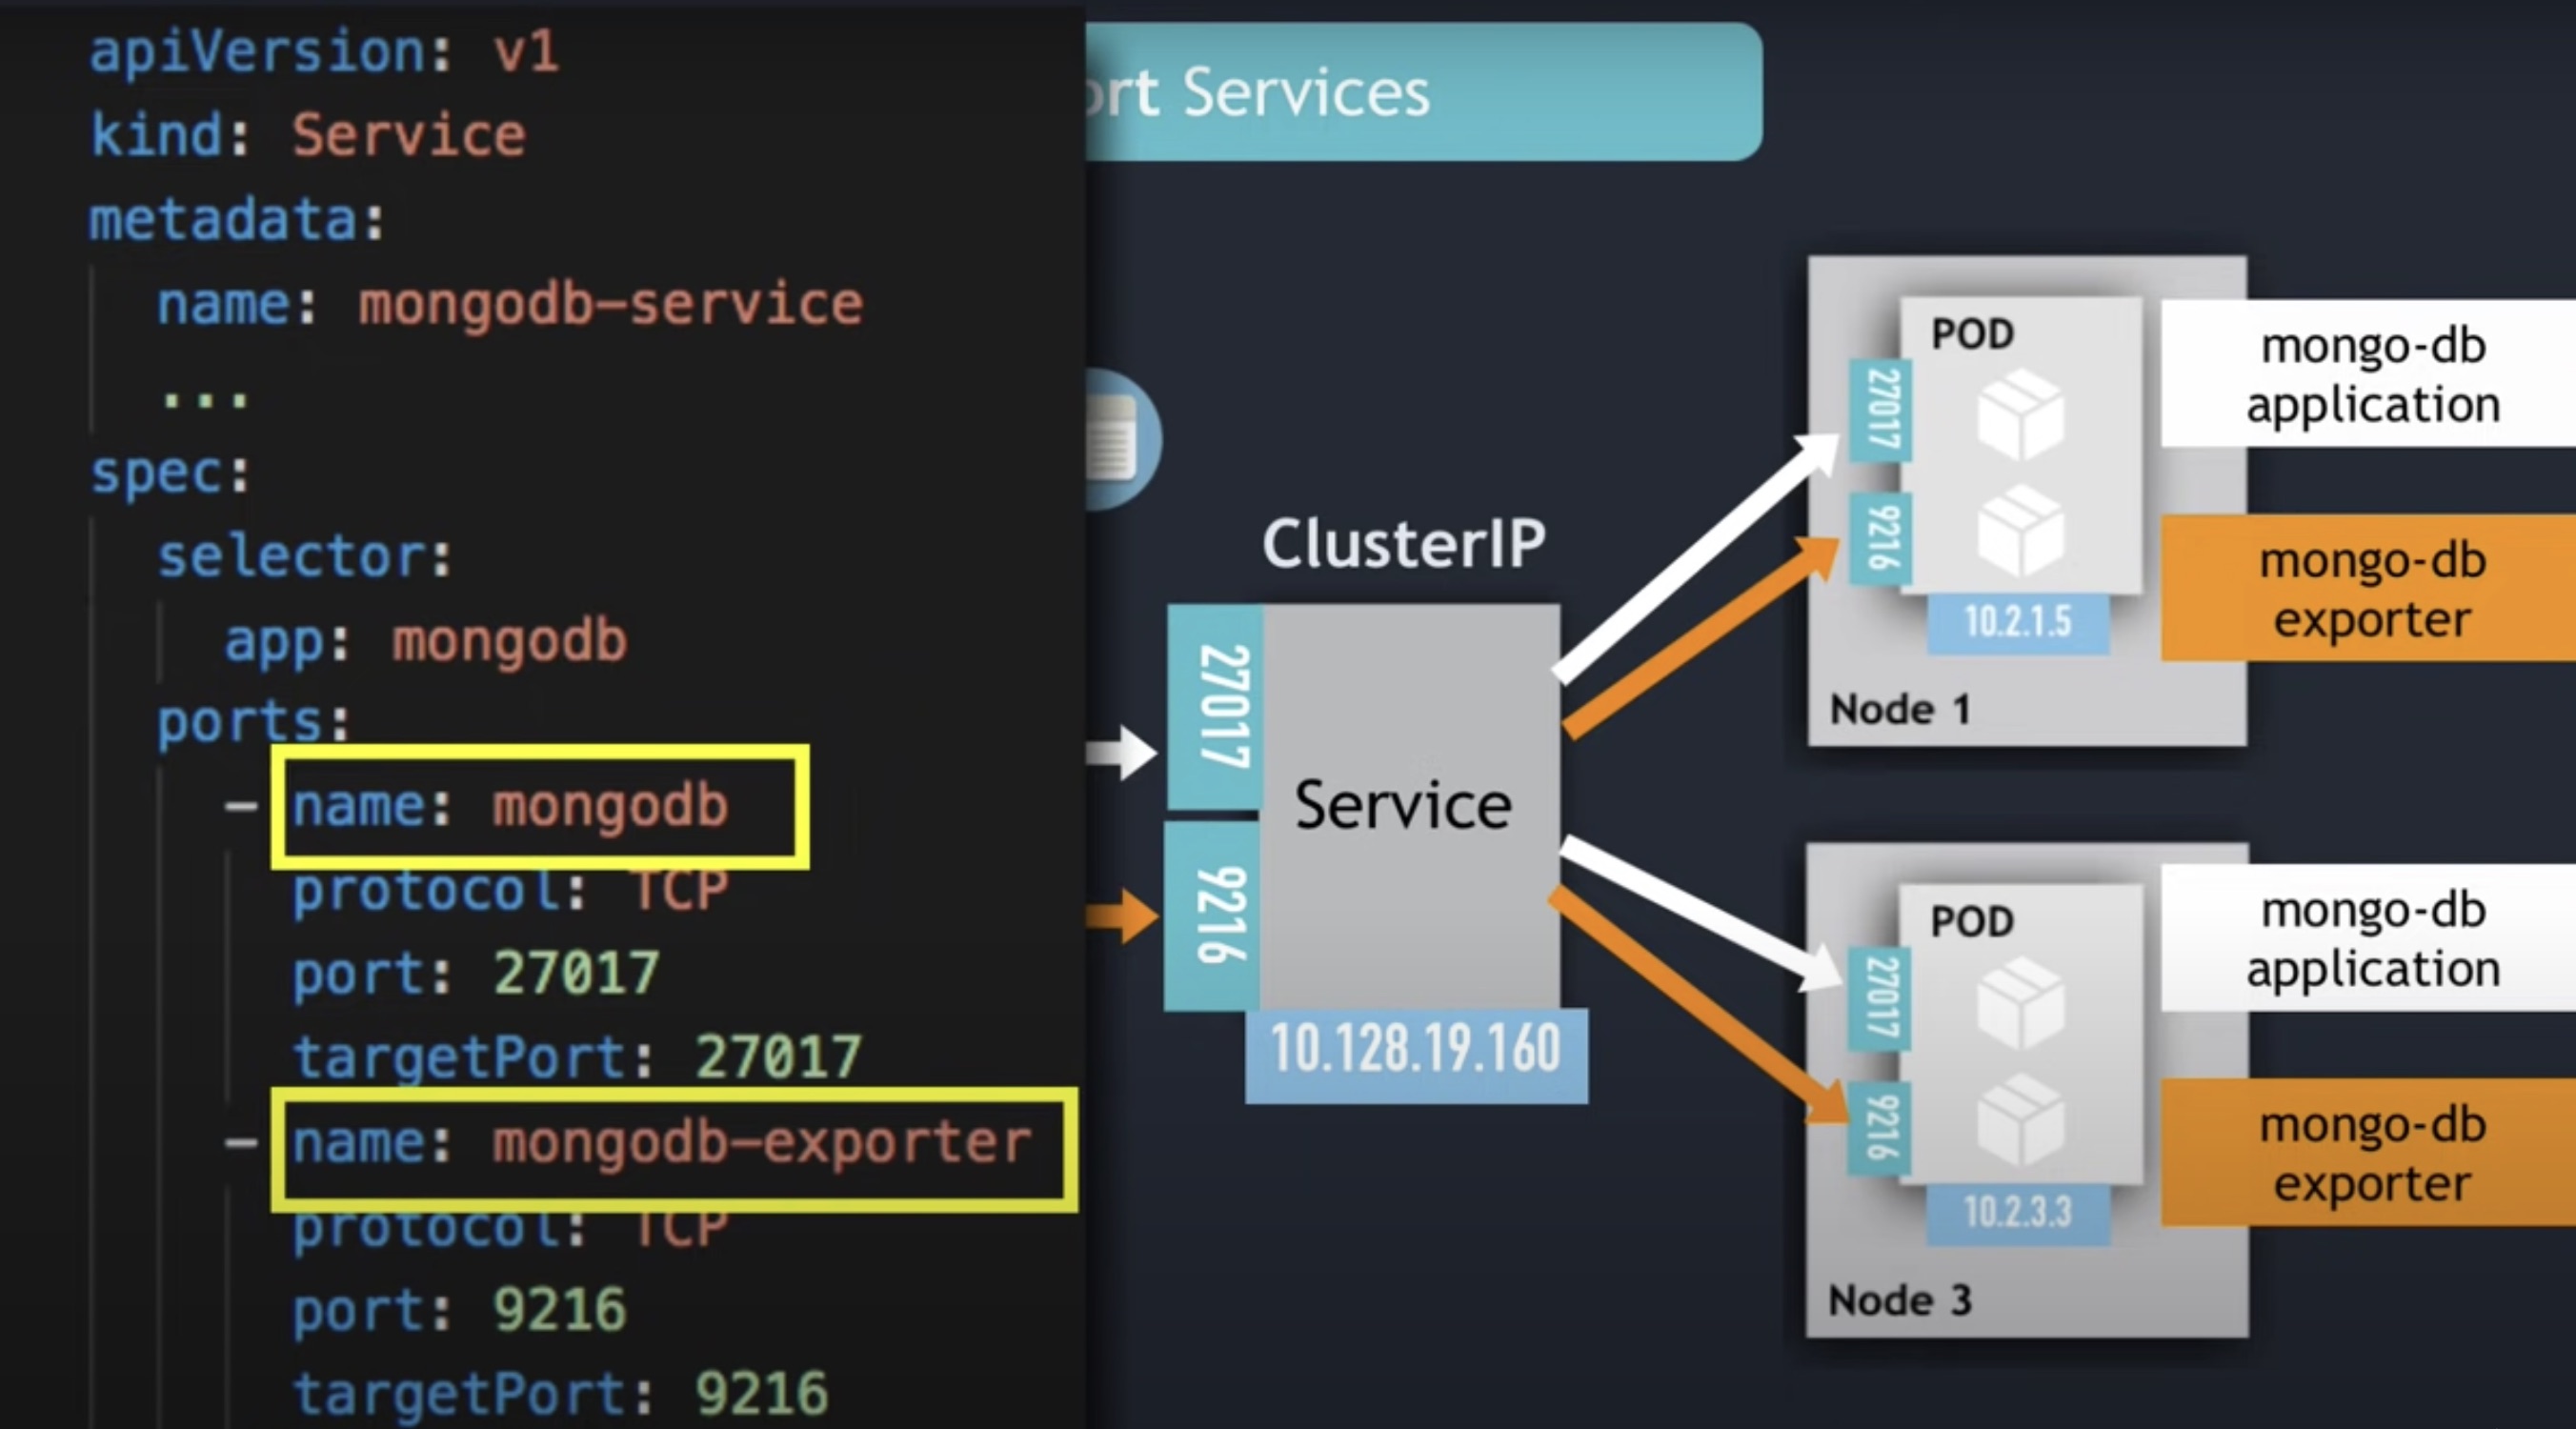 apiVersion: v1
kind: Service
metadata:
name: mongodb-service
...
spec:
selector:
app: mongodb
ports:
- name: mongodb
protocol: TCP
port: 27017
targetPort: 27017
- name: mongodb-exporter
protocol: TCP
port: 9216
targetPort: 9216
ort Services
ClusterIP
27017
9216
Service
10.128.19.160
POD
27017
9216
10.2.1.5
Node 1
mongo-db
application
mongo-db
exporter
POD
27017
9216
10.2.3.3
Node 3
mongo-db
application
mongo-db
exporter